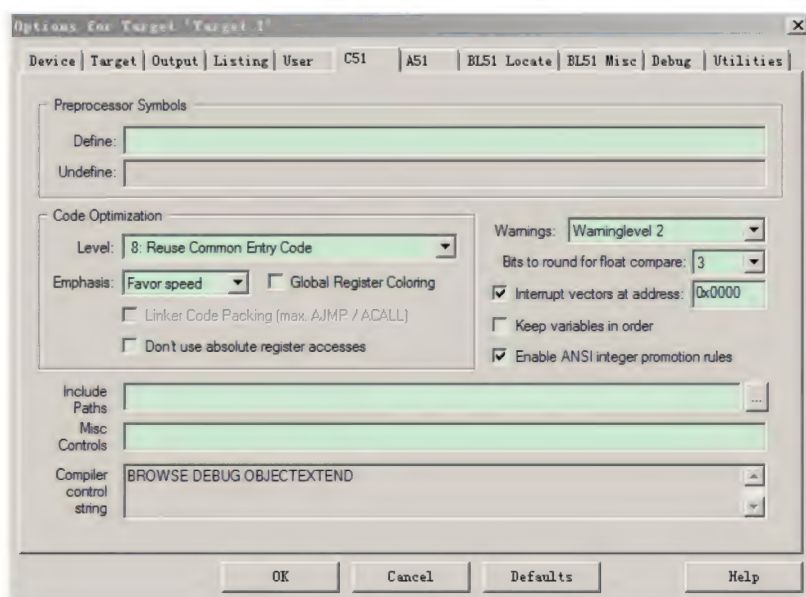 Options for Target 'Target 1'
Device Target Output Listing User C51 A51 BL51 Locate BL51 Misc Debug Utilities
Preprocessor Symbols
Define:
Undefine:
Code Optimization
Level: 8: Reuse Common Entry Code
Emphasis: Favor speed Global Register Coloring
Linker Code Packing (max. AJMP / ACALL)
Don't use absolute register accesses
Warnings: Warninglevel 2
Bits to round for float compare: 3
Interrupt vectors at address: 0x0000
Keep variables in order
Enable ANSI integer promotion rules
Include
Paths
...
Misc
Controls
Compiler
control
string
BROWSE DEBUG OBJECTEXTEND
OK Cancel Defaults Help